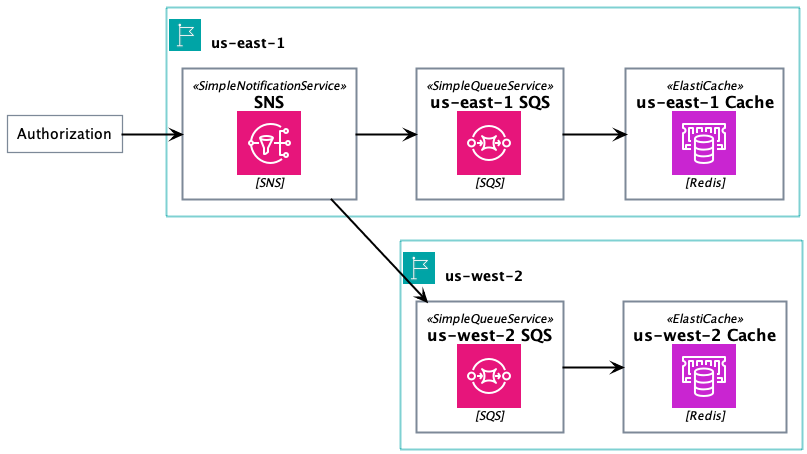 us-east-1
«SimpleNotificationService»
SNS
[SNS]
«SimpleQueueService»
us-east-1 SQS
[SQS]
«ElastiCache»
us-east-1 Cache
[Redis]
Authorization
us-west-2
«SimpleQueueService»
us-west-2 SQS
[SQS]
«ElastiCache»
us-west-2 Cache
[Redis]